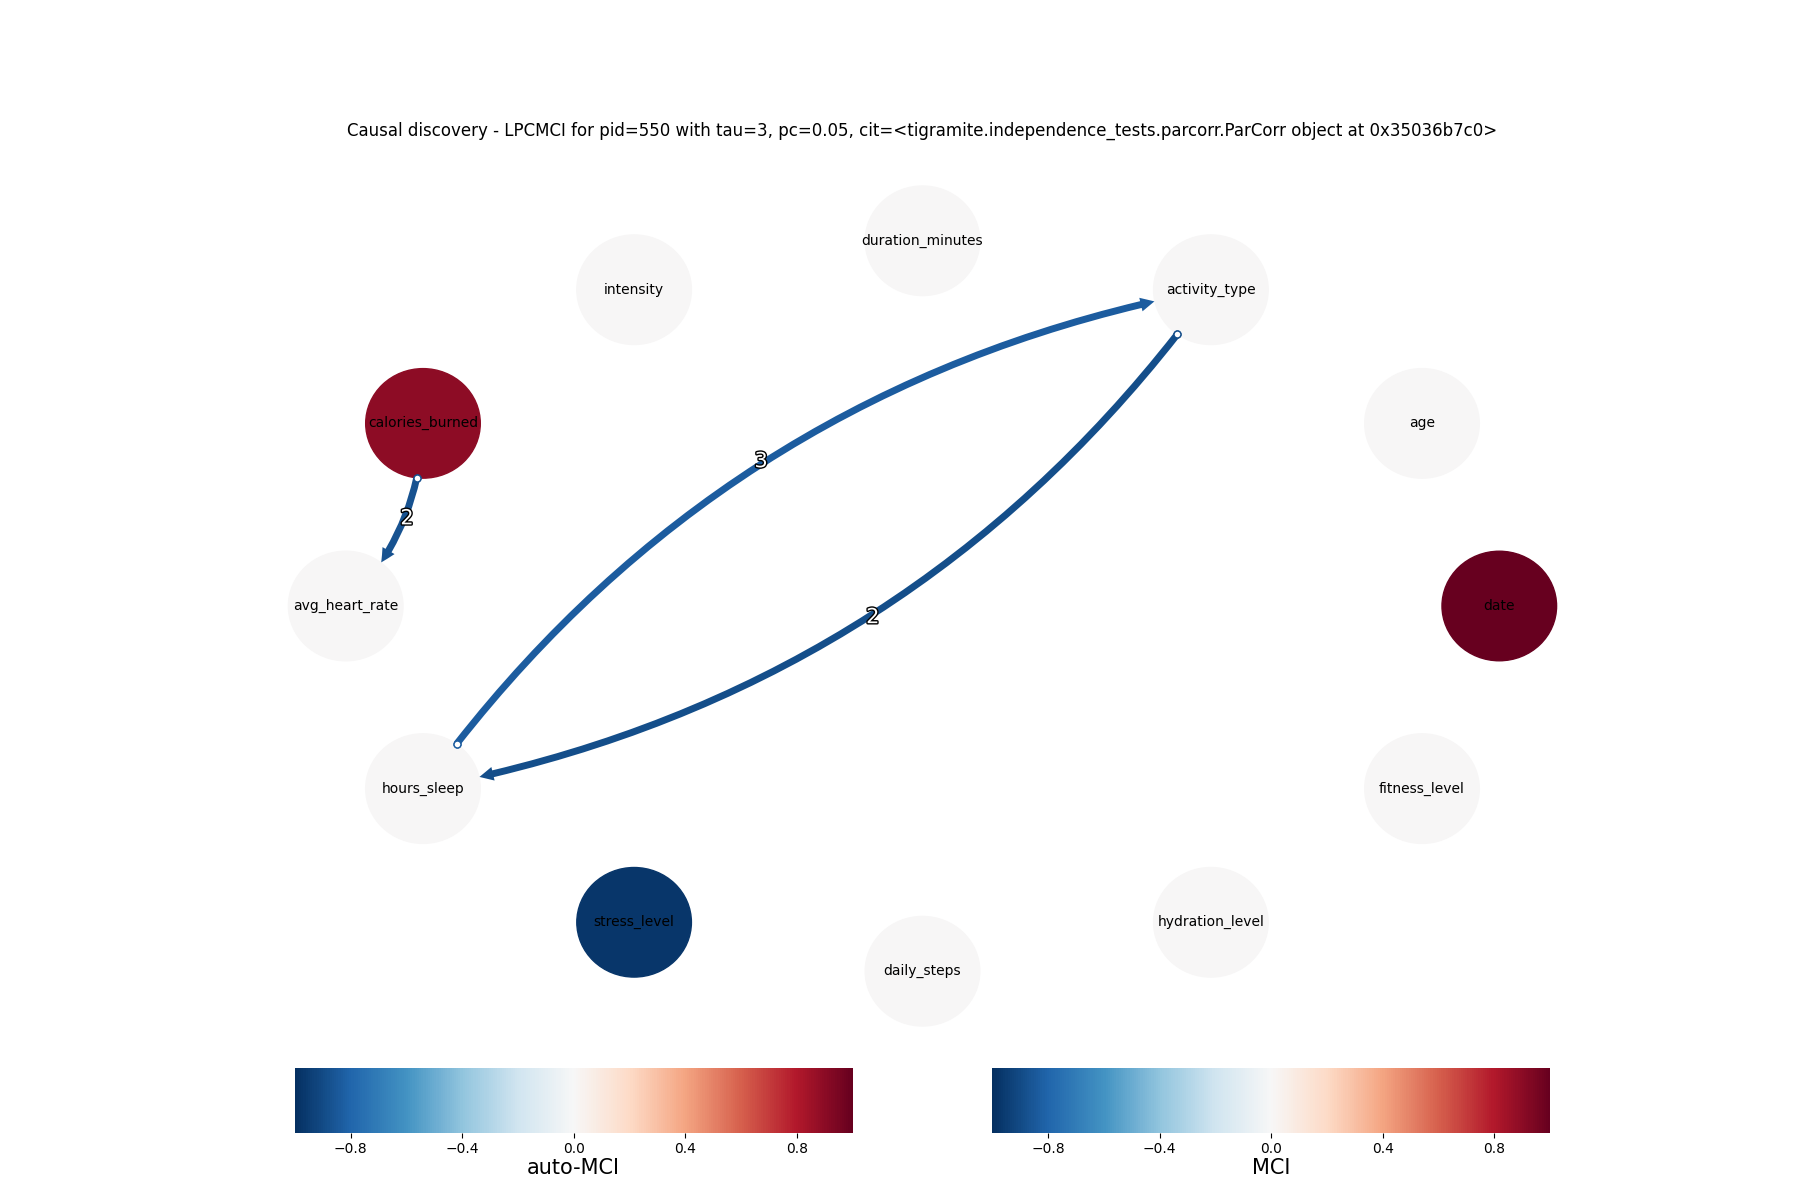 Causal discovery - LPCMCI for pid=550 with tau=3, pc=0.05, cit=<tigramite.independence_tests.parcorr.ParCorr object at 0x35036b7c0>
duration_minutes
intensity
activity_type
calories_burned
age
3
2
avg_heart_rate
date
2
hours_sleep
fitness_level
stress_level
hydration_level
daily_steps
−0.8 −0.4 0.0 0.4 0.8
auto-MCI
−0.8 −0.4 0.0 0.4 0.8
MCI